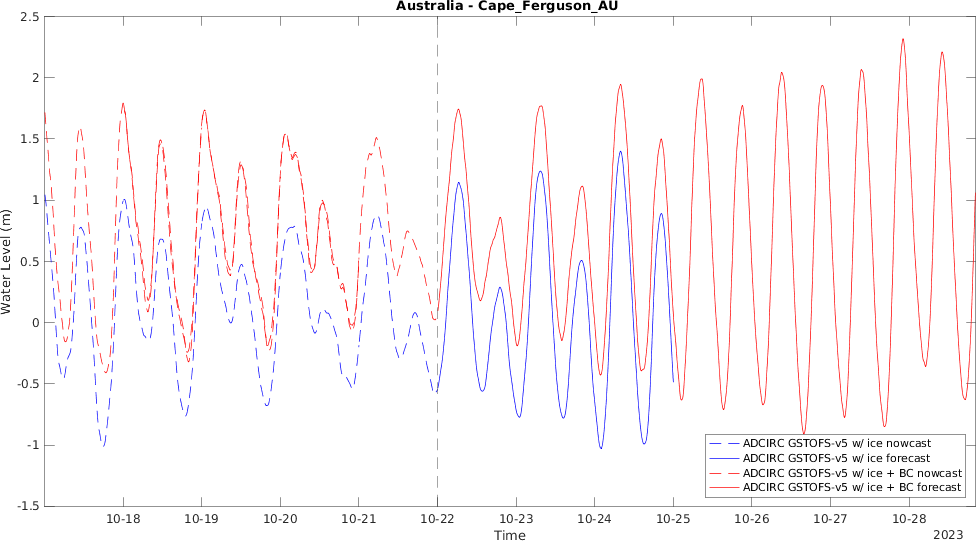 Australia - Cape_Ferguson_AU
2.5
2
1.5
1
0.5
0
-0.5
-1
-1.5
Water Level (m)
10-18 10-19 10-20 10-21 10-22 10-23 10-24 10-25 10-26 10-27 10-28
Time
2023
ADCIRC GSTOFS-v5 w/ ice nowcast
ADCIRC GSTOFS-v5 w/ ice forecast
ADCIRC GSTOFS-v5 w/ ice + BC nowcast
ADCIRC GSTOFS-v5 w/ ice + BC forecast